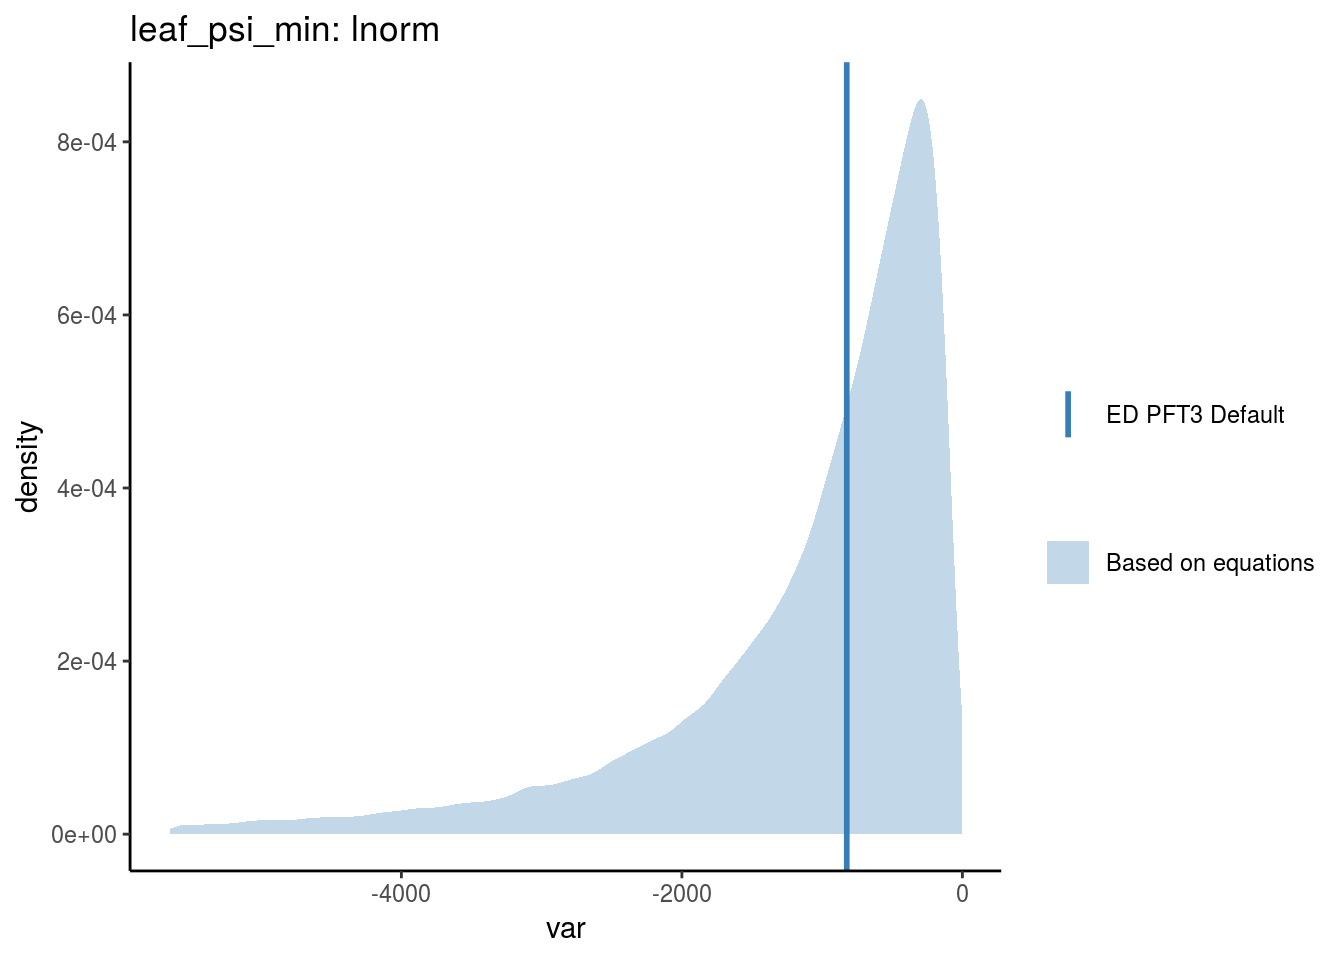 leaf_psi_min: lnorm
8e-04
6e-04
4e-04
2e-04
0e+00
density
-4000
-2000
0
var
ED PFT3 Default
Based on equations